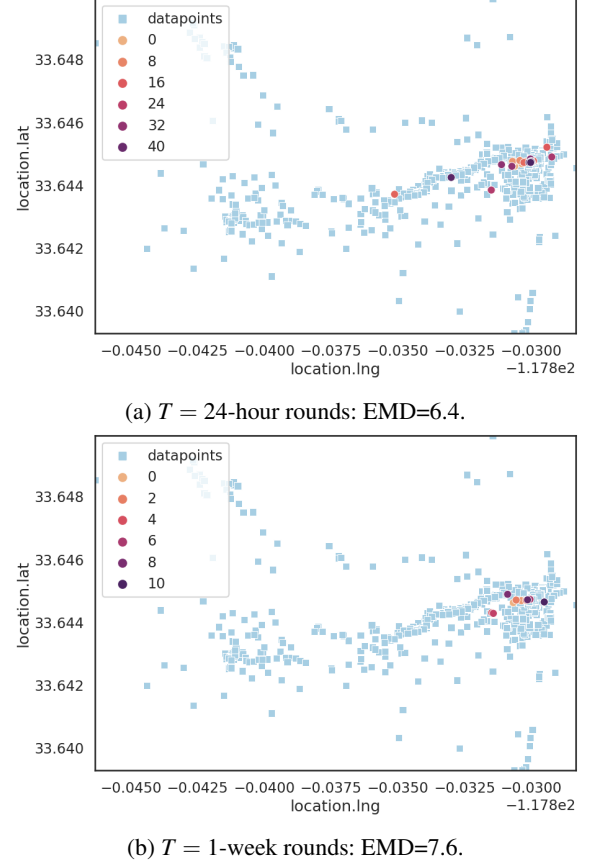 datapoints
0
8
16
24
32
40
33.648
33.646
33.644
33.642
33.640
location.lat
−0.0450 −0.0425 −0.0400 −0.0375 −0.0350 −0.0325 −0.0300
location.lng
−1.178e2
(a) T = 24-hour rounds: EMD=6.4.
datapoints
0
2
4
6
8
10
33.648
33.646
33.644
33.642
33.640
location.lat
−0.0450 −0.0425 −0.0400 −0.0375 −0.0350 −0.0325 −0.0300
location.lng
−1.178e2
(b) T = 1-week rounds: EMD=7.6.